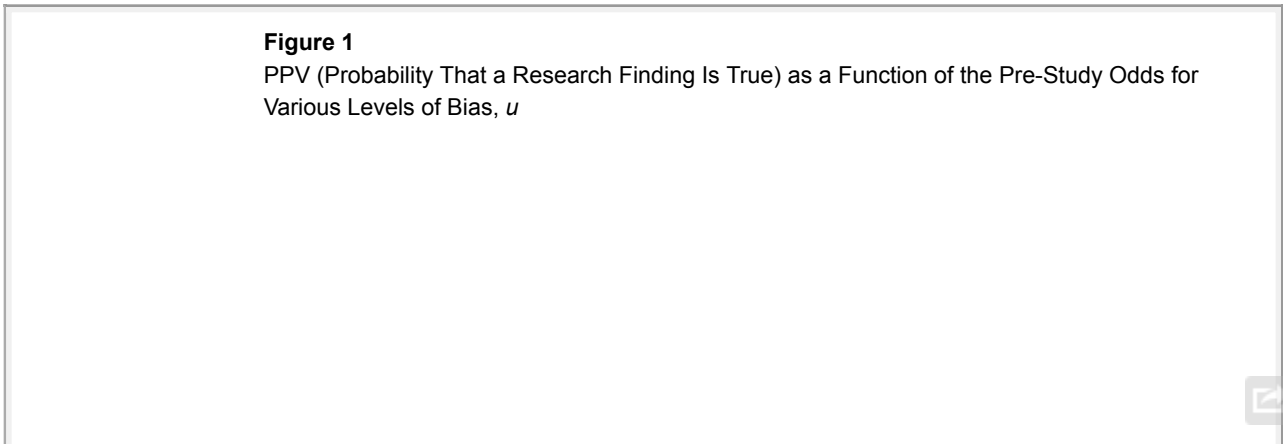 Figure 1
PPV (Probability That a Research Finding Is True) as a Function of the Pre-Study Odds for
Various Levels of Bias, u